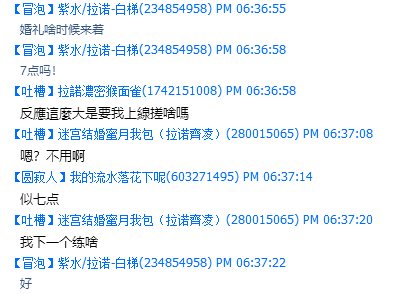 【冒泡】紫水/拉诺-白梯(234854958) PM 06:36:55
婚礼啥时候来着
【冒泡】紫水/拉诺-白梯(234854958) PM 06:36:58
7点吗!
【吐槽】拉諾濃密猴面雀(1742151008) PM 06:36:58
反應這麼大是要我上線搓啥嗎
【吐槽】迷宫结婚蜜月我包（拉诺齊凌）(280015065) PM 06:37:08
嗯？不用啊
【圆寂人】我的流水落花下呢(603271495) PM 06:37:14
似七点
【吐槽】迷宫结婚蜜月我包（拉诺齊凌）(280015065) PM 06:37:20
我下一个练啥
【冒泡】紫水/拉诺-白梯(234854958) PM 06:37:22
好